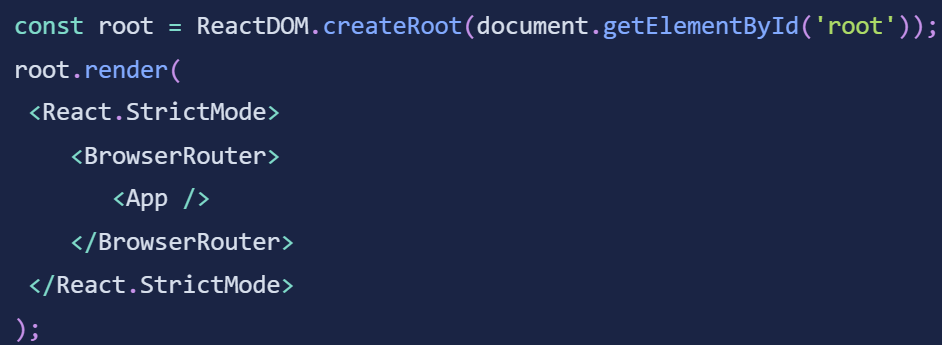 const root = ReactDOM.createRoot(document.getElementById('root'));
root.render(
 <React.StrictMode>
    <BrowserRouter>
       <App />
    </BrowserRouter>
 </React.StrictMode>
);